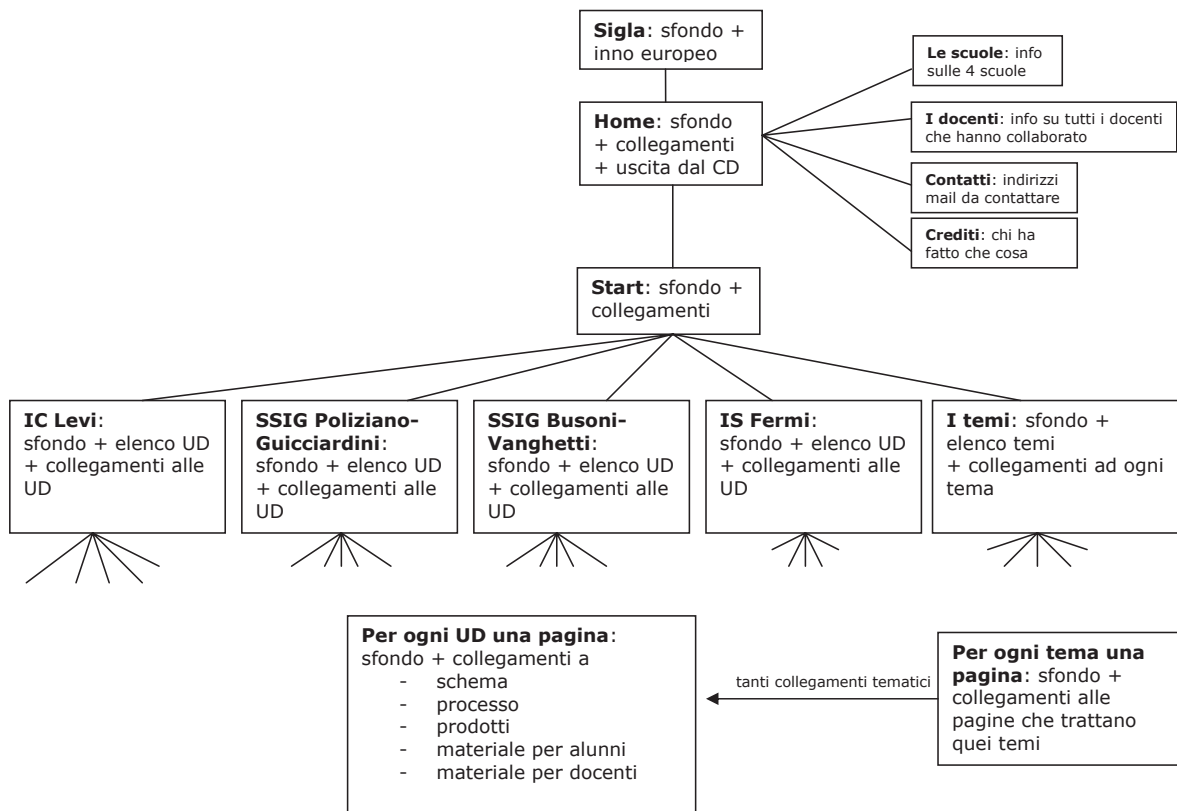 Sigla: sfondo +
inno europeo
Le scuole: info
sulle 4 scuole
Home: sfondo
+ collegamenti
+ uscita dal CD
I docenti: info su tutti i docenti
che hanno collaborato
Contatti: indirizzi
mail da contattare
Crediti: chi ha
fatto che cosa
Start: sfondo +
collegamenti
IC Levi:
sfondo + elenco UD
+ collegamenti alle
UD
SSIG Poliziano-
Guicciardini:
sfondo + elenco UD
+ collegamenti alle
UD
SSIG Busoni-
Vanghetti:
sfondo + elenco UD
+ collegamenti alle
UD
IS Fermi:
sfondo + elenco UD
+ collegamenti alle
UD
I temi: sfondo +
elenco temi
+ collegamenti ad ogni
tema
Per ogni UD una pagina:
sfondo + collegamenti a
- schema
- processo
- prodotti
- materiale per alunni
- materiale per docenti
tanti collegamenti tematici
Per ogni tema una
pagina: sfondo +
collegamenti alle
pagine che trattano
quei temi